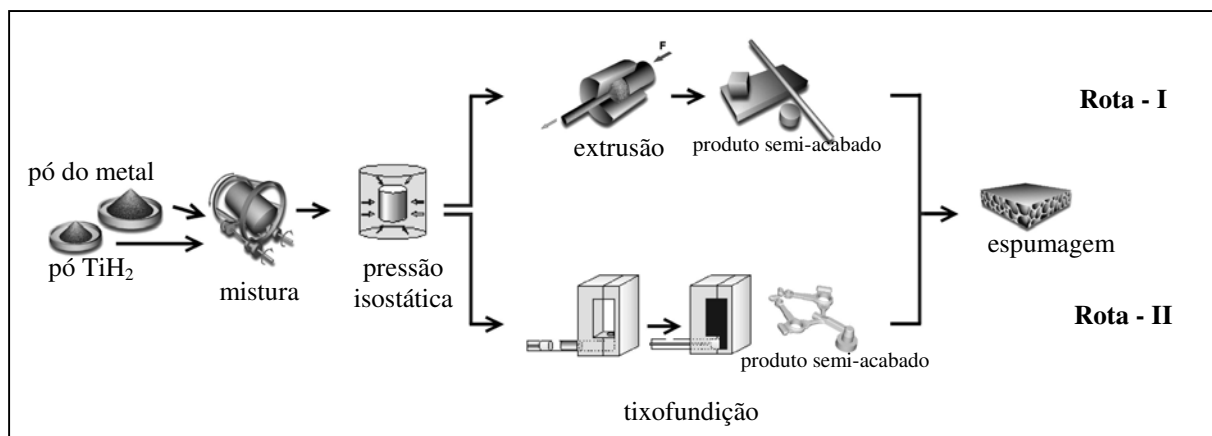 pó do metal
pó TiH₂
mistura
pressão
isostática
F
extrusão
produto semi-acabado
Rota - I
tixofundição
produto semi-acabado
Rota - II
espumagem